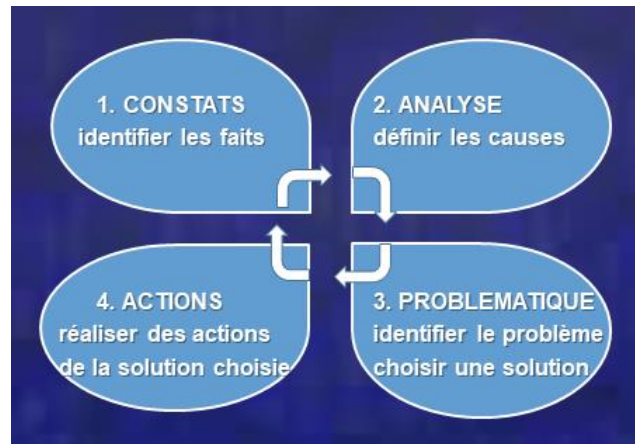 1. CONSTATS
identifier les faits
2. ANALYSE
définir les causes
4. ACTIONS
réaliser des actions
de la solution choisie
3. PROBLEMATIQUE
identifier le problème
choisir une solution